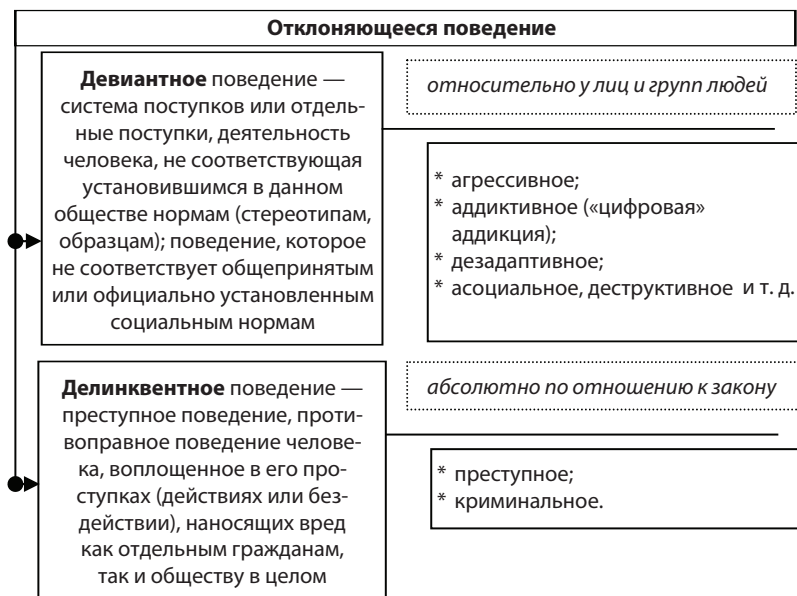 Отклоняющееся поведение
Девиантное поведение —
система поступков или отдель-
ные поступки, деятельность
человека, не соответствующая
установившимся в данном
обществе нормам (стереотипам,
образцам); поведение, которое
не соответствует общепринятым
или официально установленным
социальным нормам
относительно у лиц и групп людей
* агрессивное;
* аддиктивное («цифровая»
аддикция);
* дезадаптивное;
* асоциальное, деструктивное и т. д.
Делинквентное поведение —
преступное поведение, проти-
воправное поведение челове-
ка, воплощенное в его про-
ступках (действиях или без-
действии), наносящих вред
как отдельным гражданам,
так и обществу в целом
абсолютно по отношению к закону
* преступное;
* криминальное.